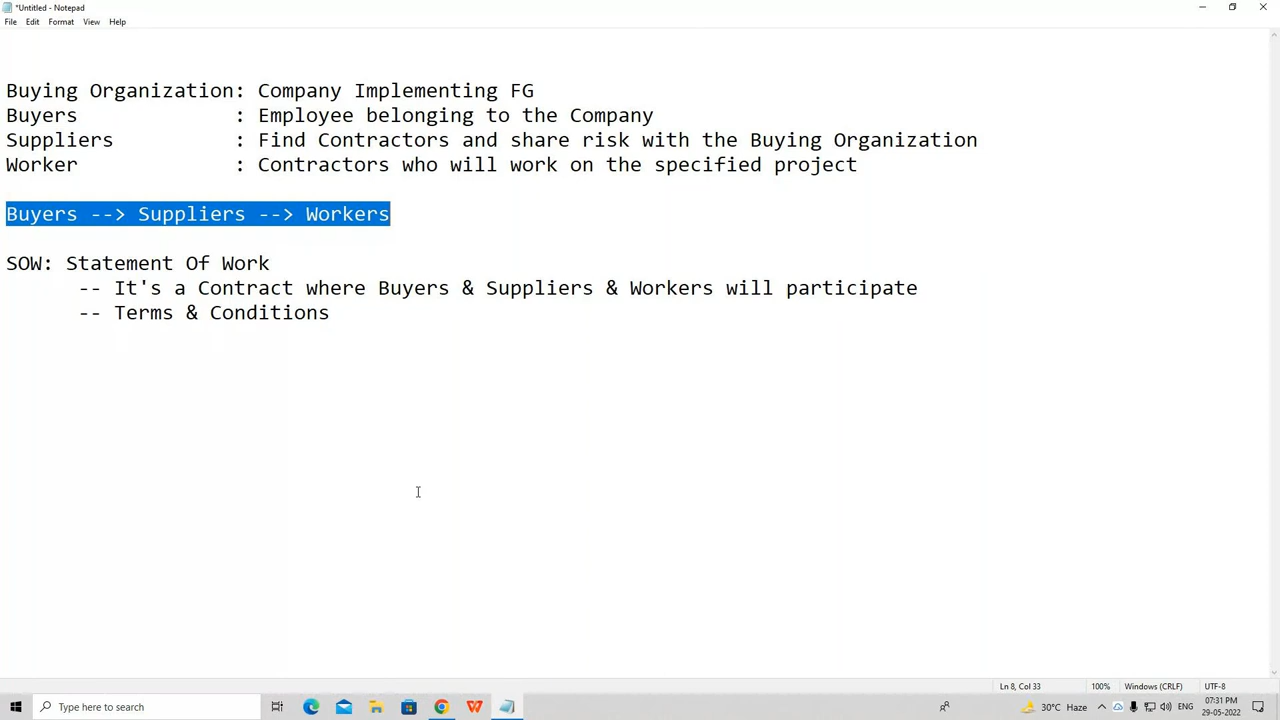 *Untitled - Notepad
File Edit Format View Help
Buying Organization: Company Implementing FG
Buyers : Employee belonging to the Company
Suppliers : Find Contractors and share risk with the Buying Organization
Worker : Contractors who will work on the specified project
Buyers --> Suppliers --> Workers
SOW: Statement Of Work
-- It's a Contract where Buyers & Suppliers & Workers will participate
-- Terms & Conditions
Ln 8, Col 33 100% Windows (CRLF) UTF-8
Type here to search
30°C Haze ENG 07:31 PM
29-05-2022